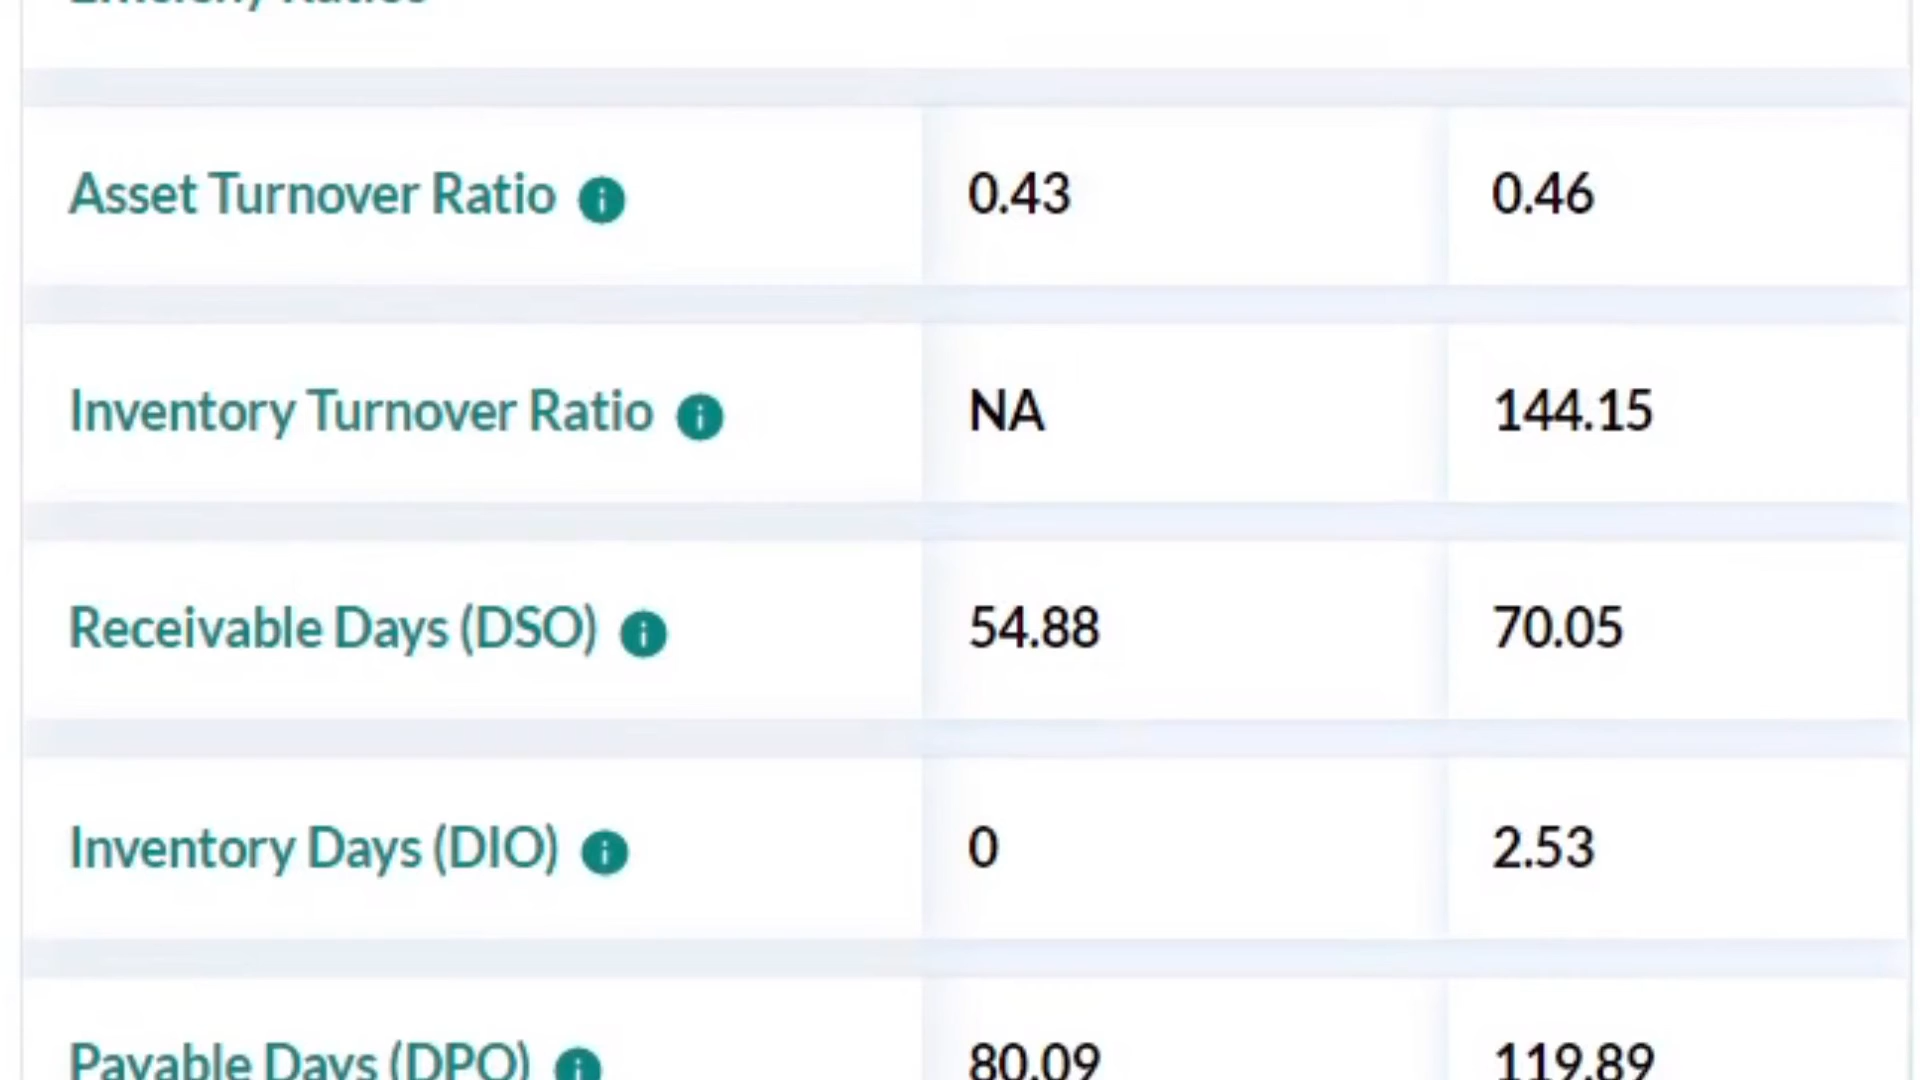 Asset Turnover Ratio 0.43 0.46
Inventory Turnover Ratio NA 144.15
Receivable Days (DSO) 54.88 70.05
Inventory Days (DIO) 0 2.53
Payable Days (DPO) 80.09 119.89